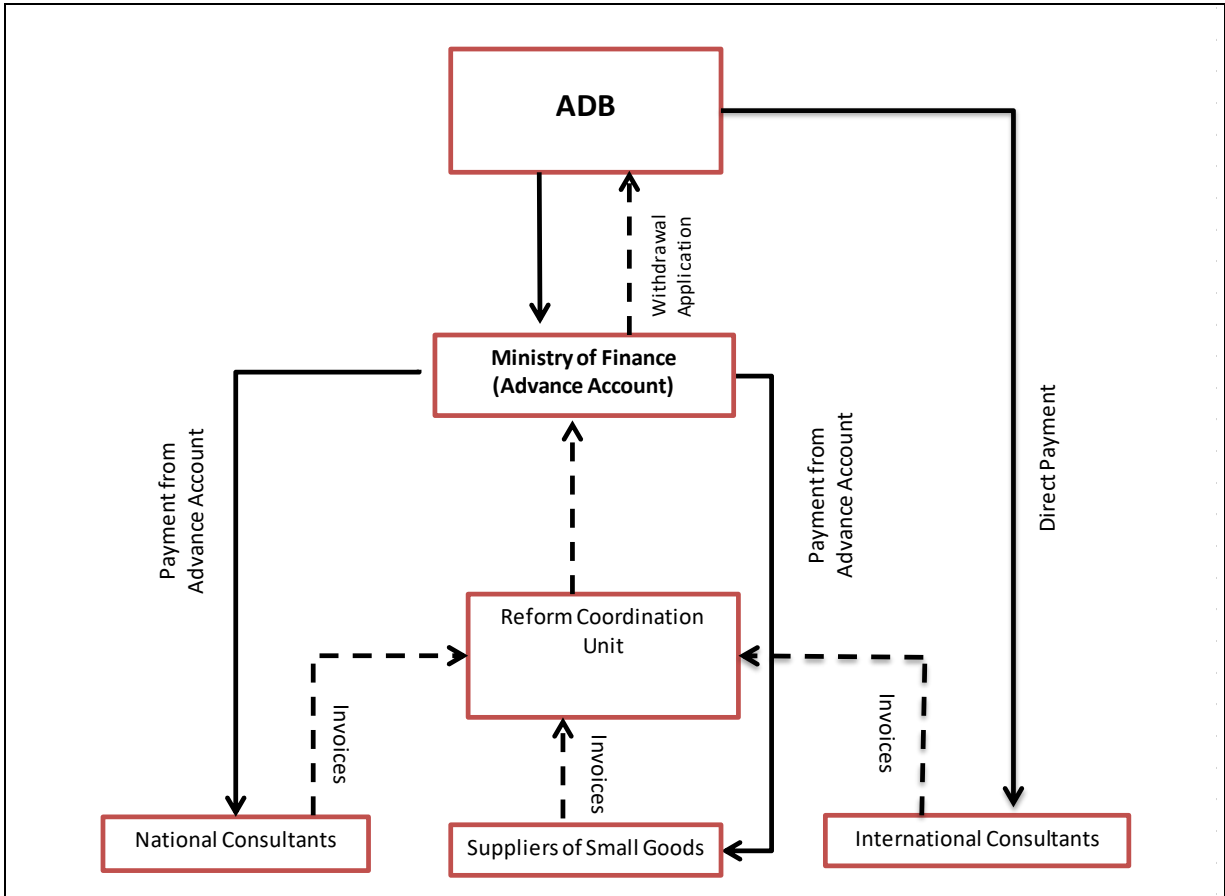 ADB
Withdrawal
Application
Ministry of Finance
(Advance Account)
Payment from
Advance Account
Payment from
Advance Account
Direct Payment
Reform Coordination
Unit
Invoices
Invoices
Invoices
National Consultants
Suppliers of Small Goods
International Consultants